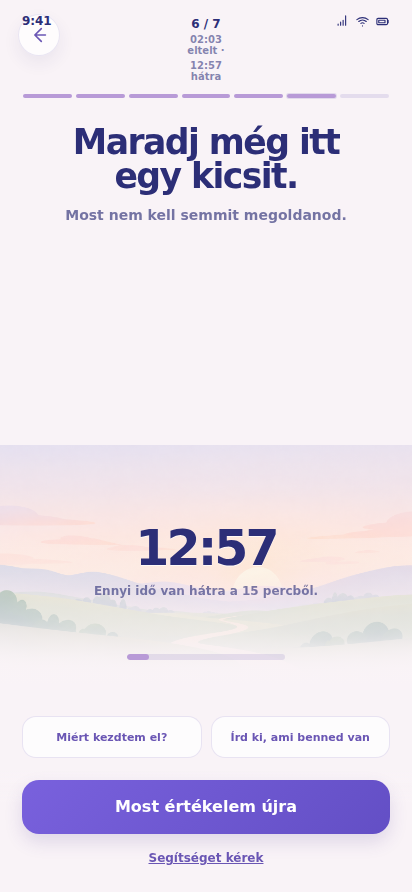 9:41
6 / 7
02:03
eltelt ·
12:57
hátra
Maradj még itt
egy kicsit.
Most nem kell semmit megoldanod.
12:57
Ennyi idő van hátra a 15 percből.
Miért kezdtem el?
Írd ki, ami benned van
Most értékelem újra
Segítséget kérek